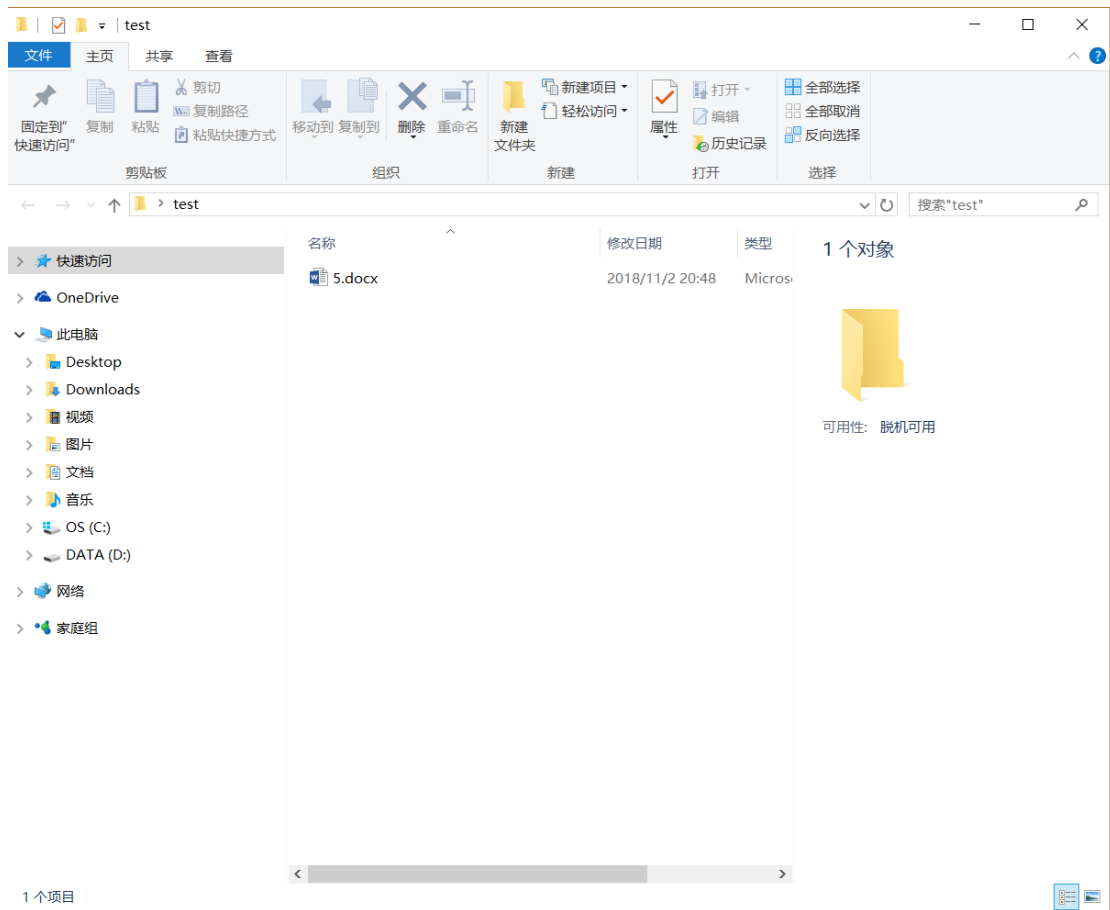 test
文件 主页 共享 查看
固定到"快速访问"
复制
粘贴
剪切
复制路径
粘贴快捷方式
剪贴板
移动到
复制到
删除
重命名
组织
新建文件夹
新建项目
轻松访问
新建
属性
打开
编辑
历史记录
打开
全部选择
全部取消
反向选择
选择
test
搜索"test"
快速访问
OneDrive
此电脑
Desktop
Downloads
视频
图片
文档
音乐
OS (C:)
DATA (D:)
网络
家庭组
名称 修改日期 类型
5.docx 2018/11/2 20:48 Micros
1 个对象
可用性: 脱机可用
1 个项目